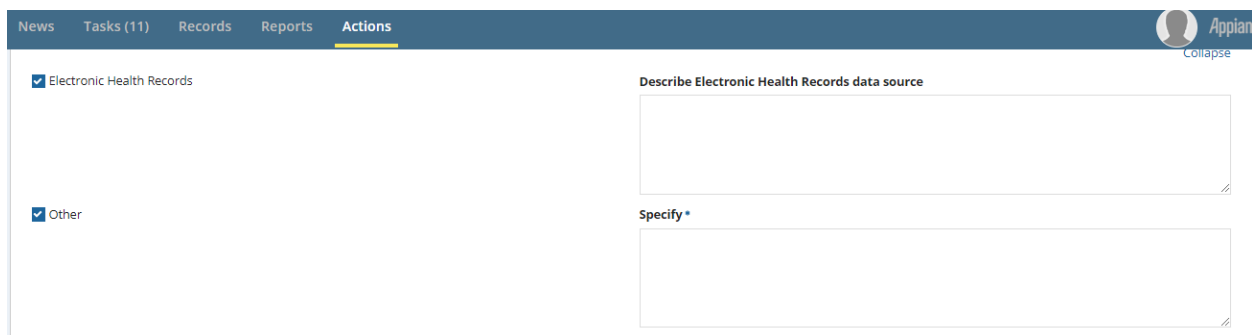 News Tasks (11) Records Reports Actions Appian
Collapse
Electronic Health Records Describe Electronic Health Records data source
Other Specify *